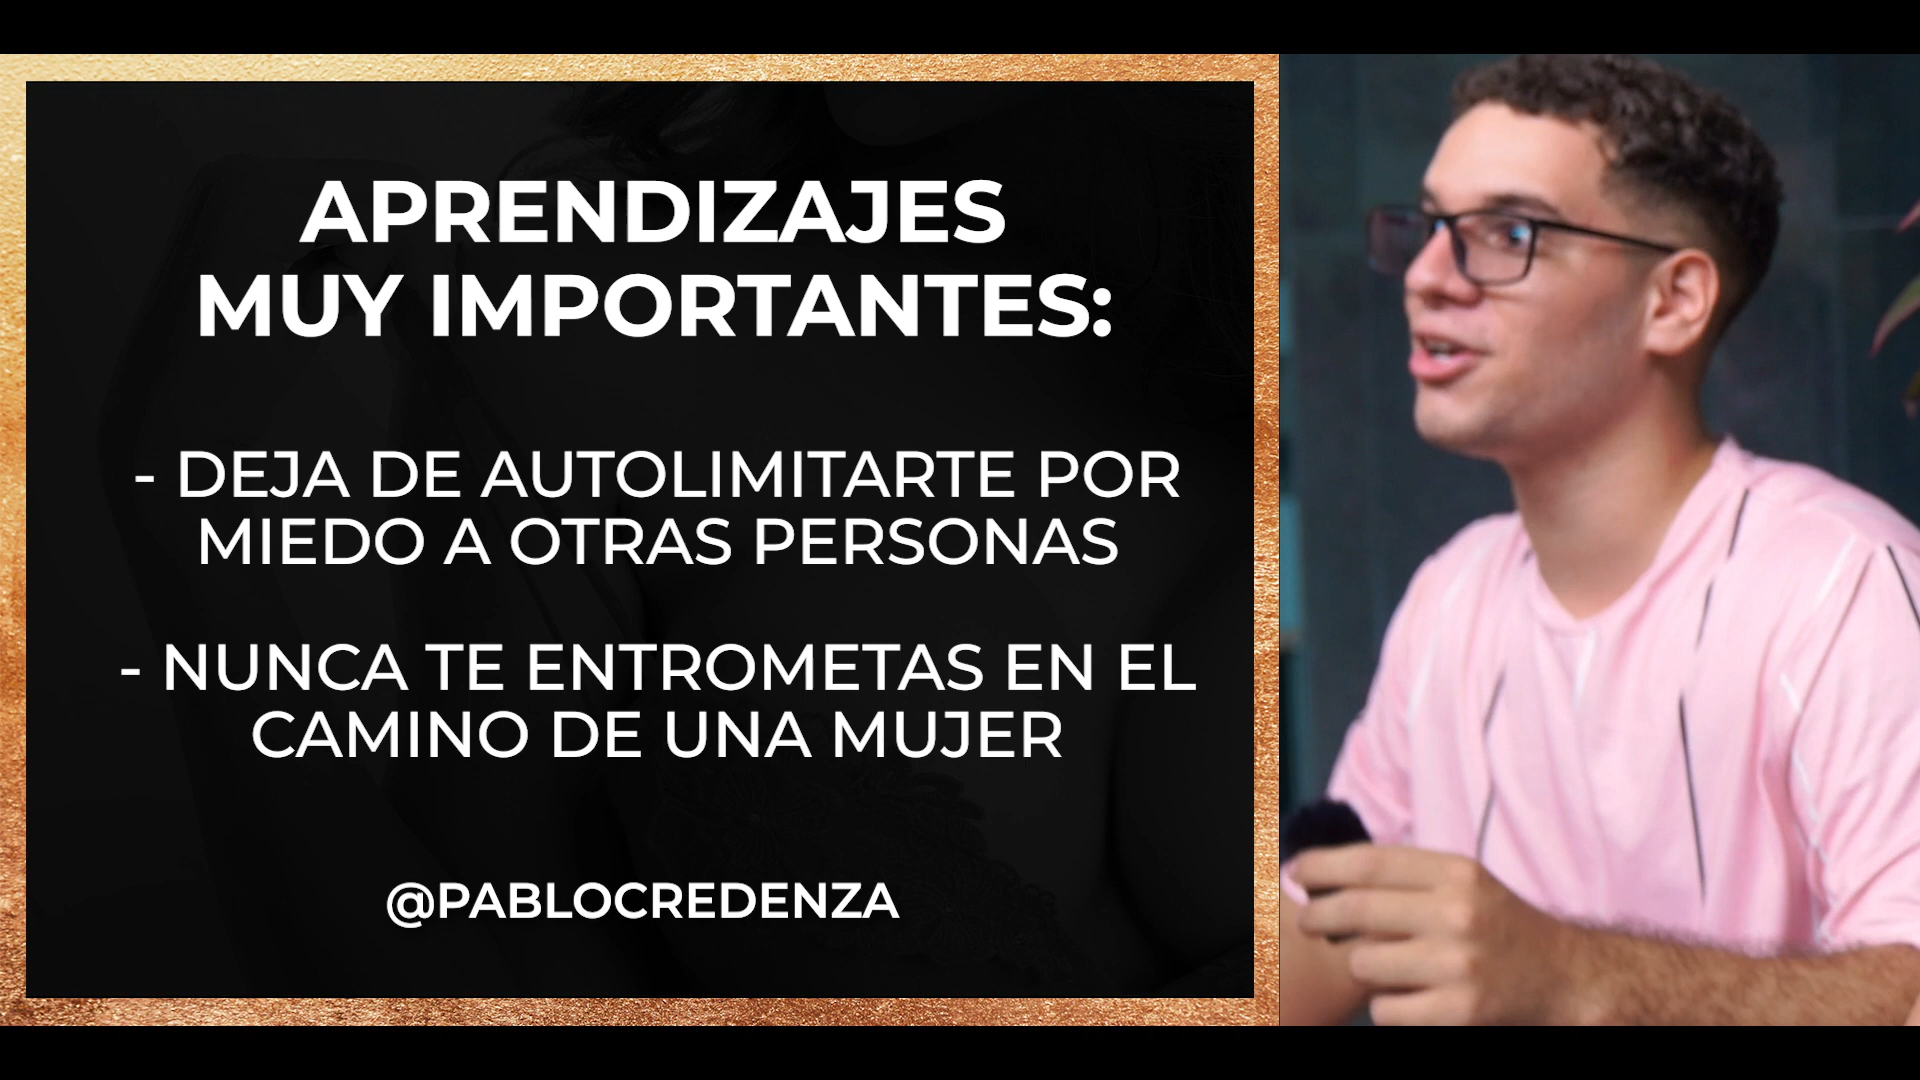 APRENDIZAJES
MUY IMPORTANTES:
- DEJA DE AUTOLIMITARTE POR
MIEDO A OTRAS PERSONAS
- NUNCA TE ENTROMETAS EN EL
CAMINO DE UNA MUJER
@PABLOCREDENZA